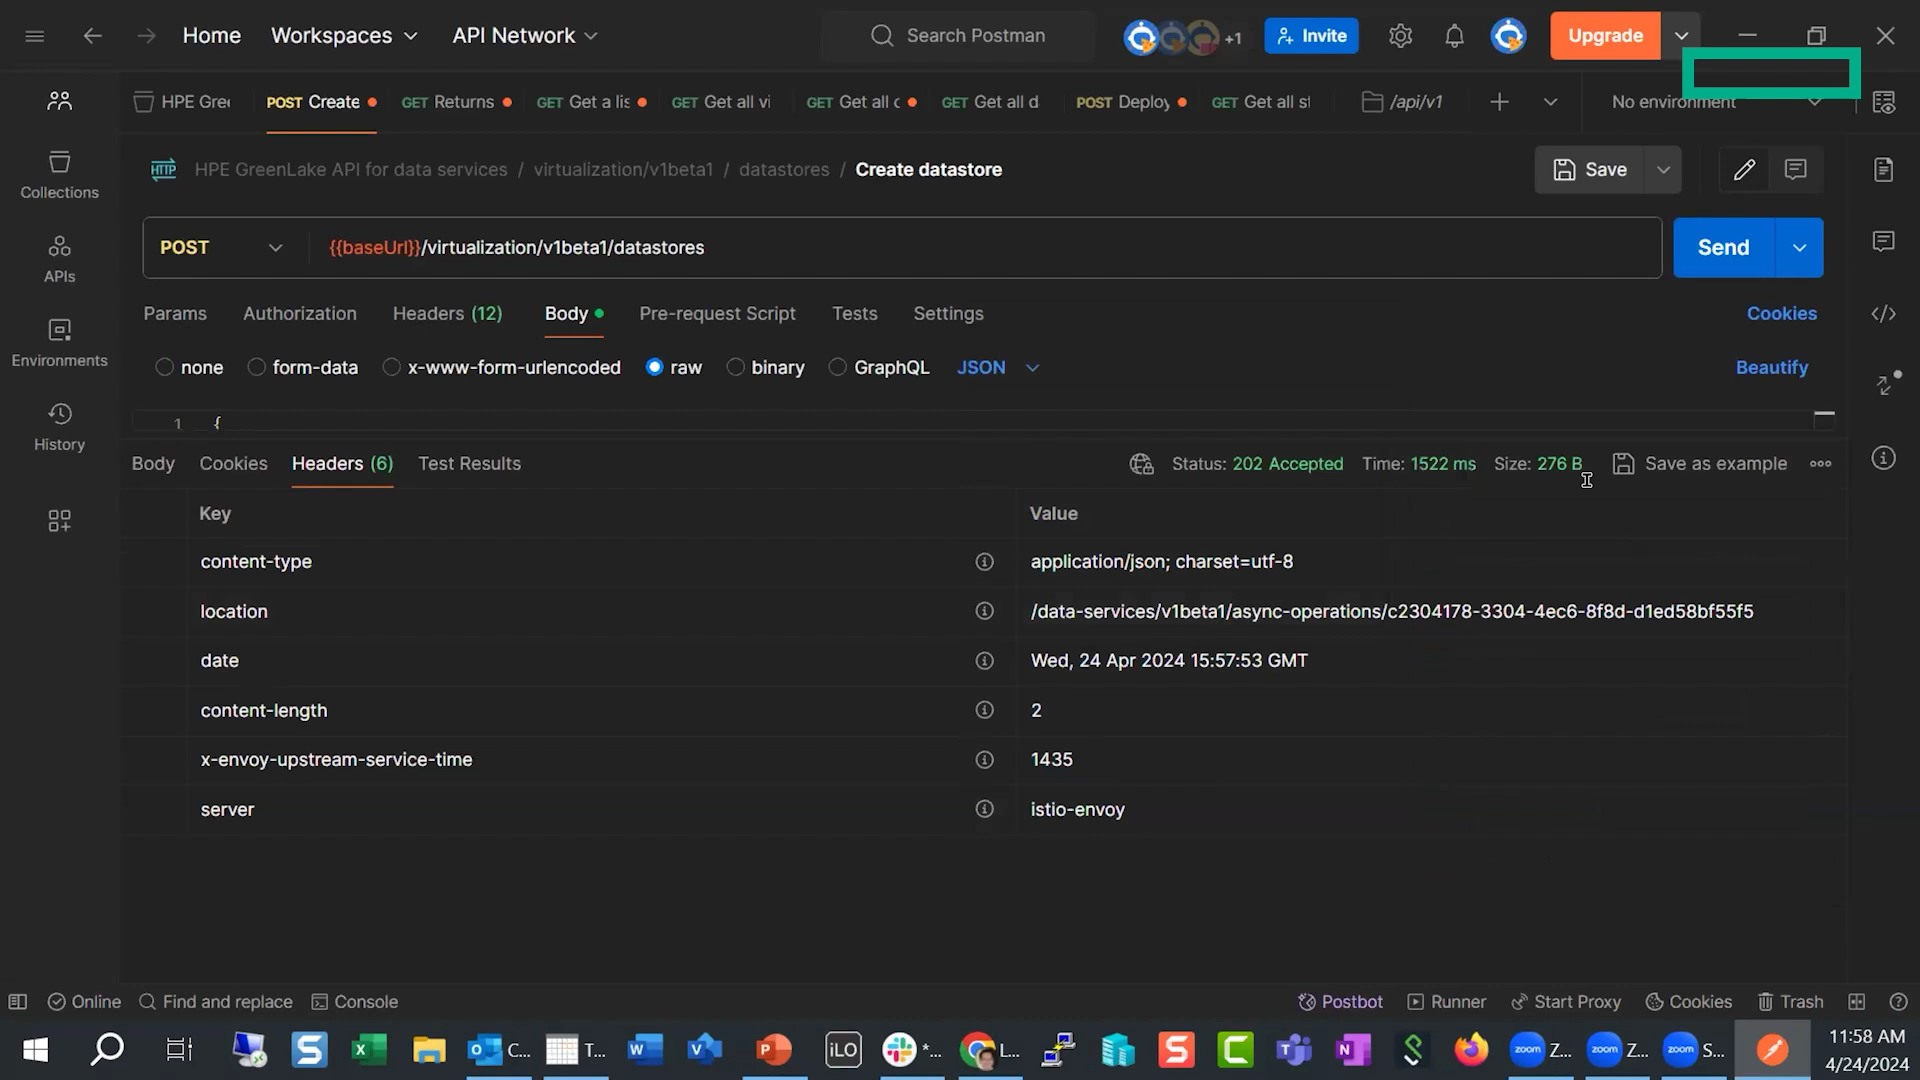 Home Workspaces API Network Search Postman +1 Invite Upgrade
HPE Gre POST Create GET Returns GET Get a lis GET Get all vi GET Get all c GET Get all d POST Deploy GET Get all st /api/v1 No environment
HTTP HPE GreenLake API for data services / virtualization/v1beta1 / datastores / Create datastore Save
Collections
POST {{baseUrl}}/virtualization/v1beta1/datastores Send
APIs
Params Authorization Headers (12) Body Pre-request Script Tests Settings Cookies
Environments
none form-data x-www-form-urlencoded raw binary GraphQL JSON Beautify
1 {
History
Body Cookies Headers (6) Test Results Status: 202 Accepted Time: 1522 ms Size: 276 B Save as example
Key Value
content-type application/json; charset=utf-8
location /data-services/v1beta1/async-operations/c2304178-3304-4ec6-8f8d-d1ed58bf55f5
date Wed, 24 Apr 2024 15:57:53 GMT
content-length 2
x-envoy-upstream-service-time 1435
server istio-envoy
Online Find and replace Console Postbot Runner Start Proxy Cookies Trash
C... T... iLO *... L... zoom Z... zoom Z... zoom S... 11:58 AM
4/24/2024